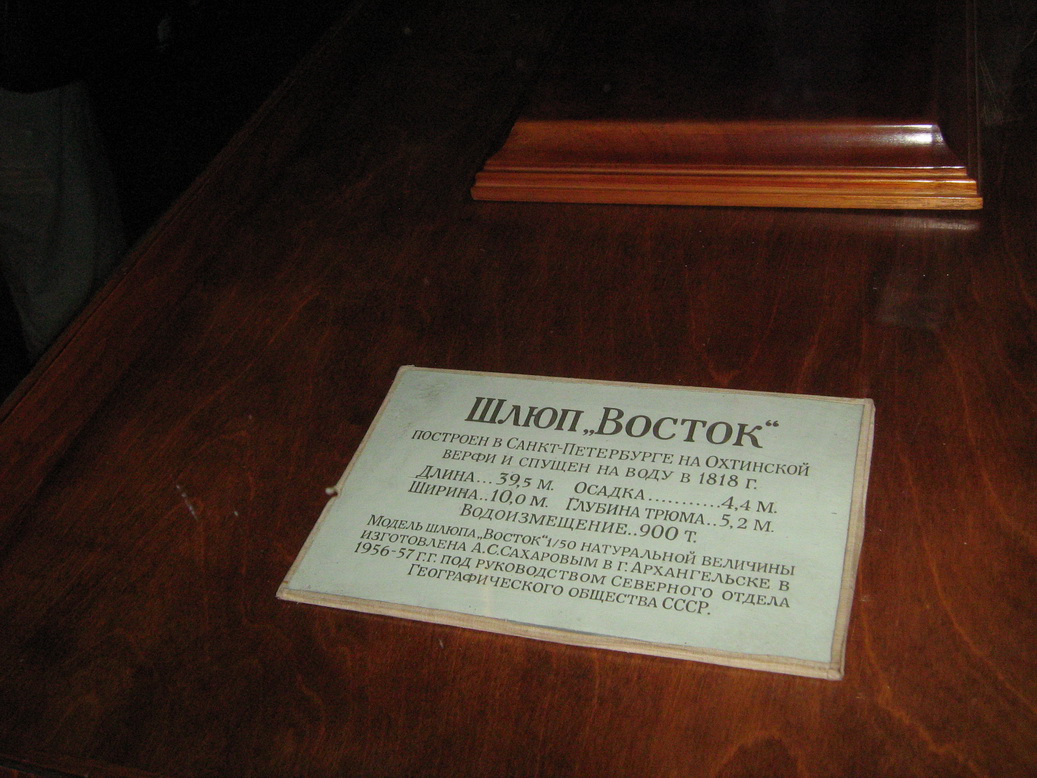 Шлюп „Восток“
построен в Санкт-Петербурге на Охтинской
верфи и спущен на воду в 1818 г.
Длина... 39,5 м. Осадка...........4,4 м.
Ширина..10,0 м. Глубина трюма..5,2 м.
Водоизмещение..900 т.
Модель шлюпа „Восток“ 1/50 натуральной величины
изготовлена А.С.Сахаровым в г. Архангельске в
1956-57 г.г. под руководством Северного отдела
Географического общества СССР.